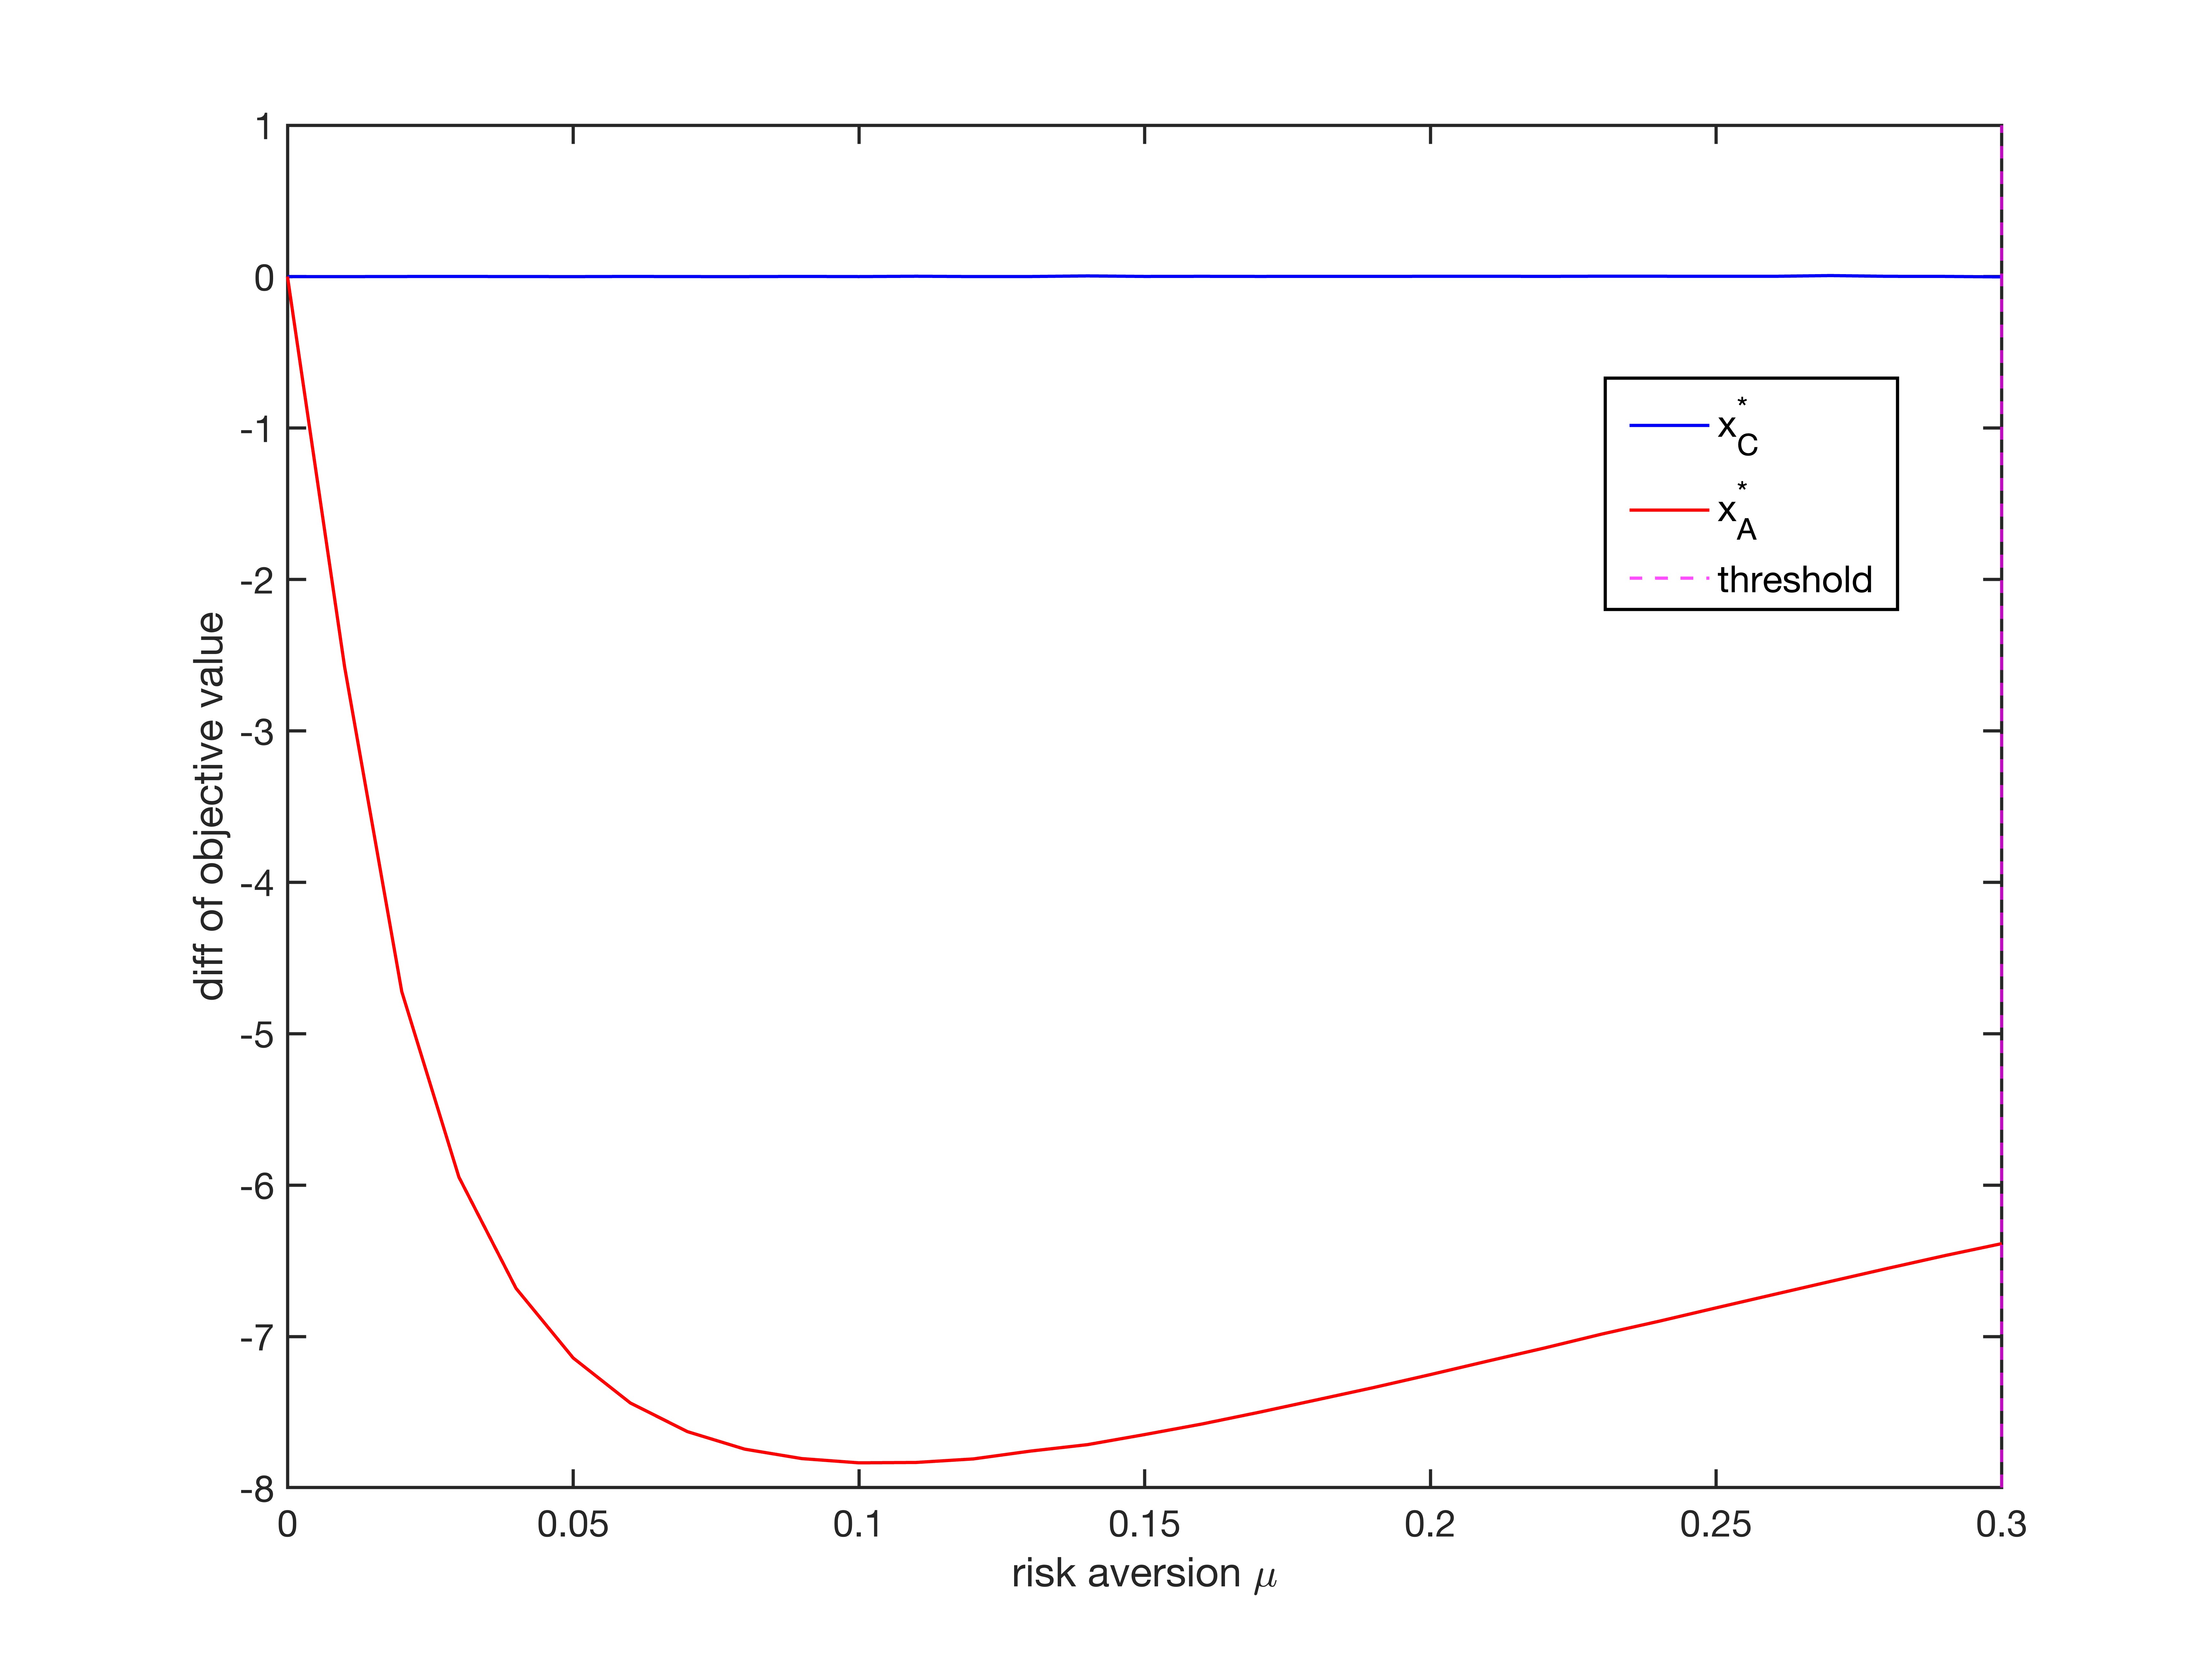 1
0
-1
-2
-3
-4
-5
-6
-7
-8
diff of objective value
x*C
x*A
threshold
0 0.05 0.1 0.15 0.2 0.25 0.3
risk aversion μ